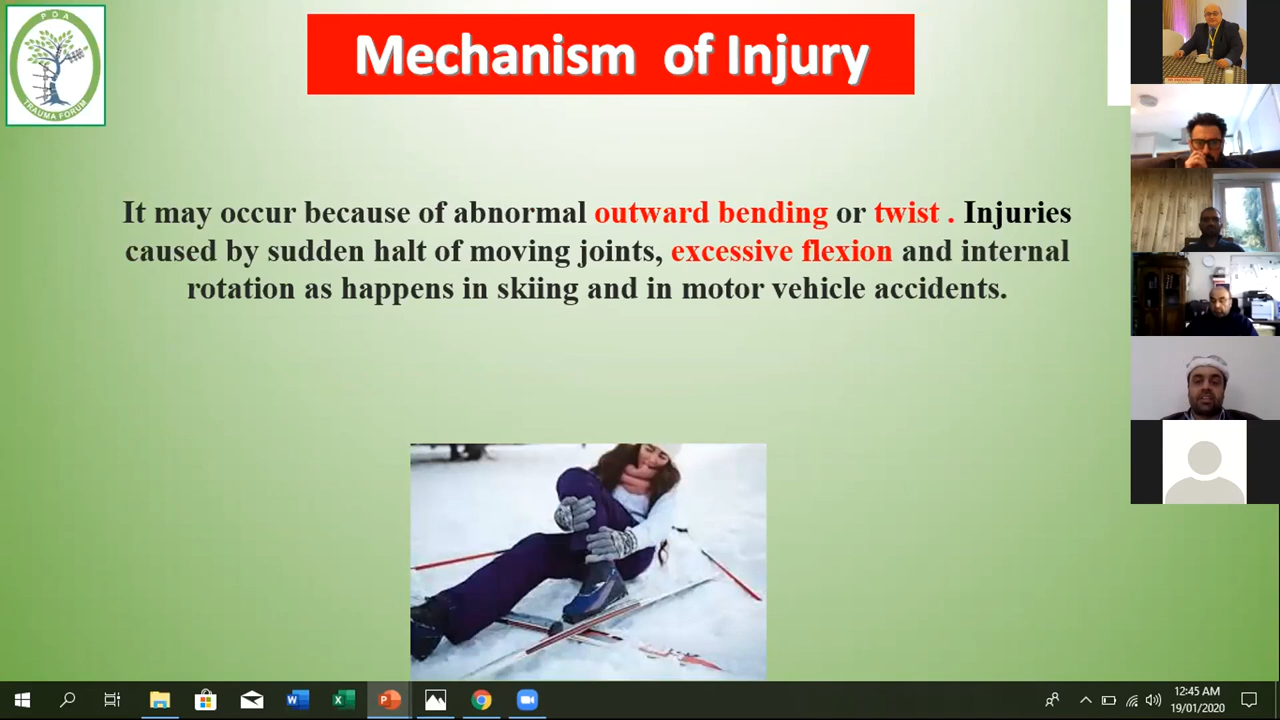 Mechanism of Injury
POA
TRAUMA FORUM
It may occur because of abnormal outward bending or twist . Injuries
caused by sudden halt of moving joints, excessive flexion and internal
rotation as happens in skiing and in motor vehicle accidents.
12:45 AM
19/01/2020